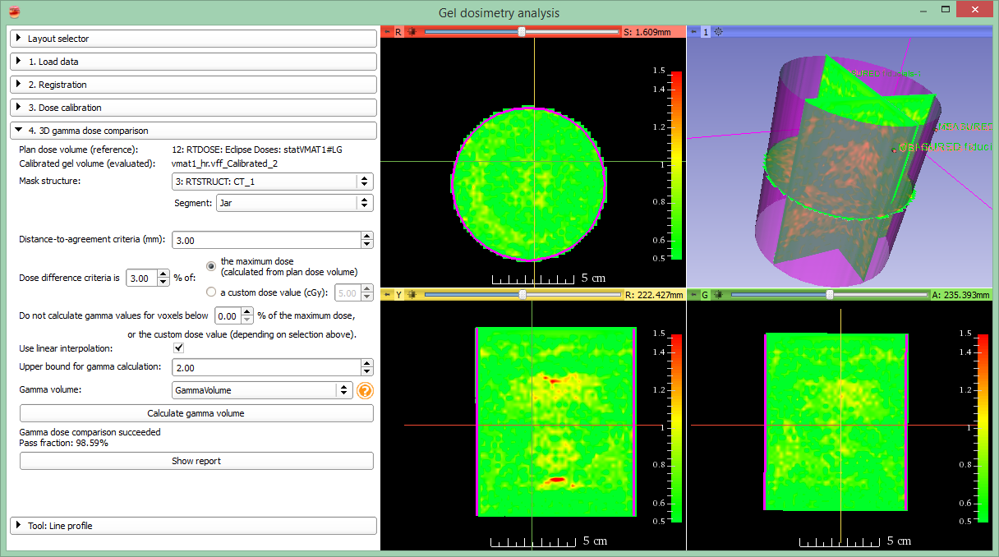 Gel dosimetry analysis
Layout selector
1. Load data
2. Registration
3. Dose calibration
4. 3D gamma dose comparison
Plan dose volume (reference): 12: RTDOSE: Eclipse Doses: statVMAT1#LG
Calibrated gel volume (evaluated): vmat1_hr.vff_Calibrated_2
Mask structure: 3: RTSTRUCT: CT_1
Segment: Jar
Distance-to-agreement criteria (mm): 3.00
Dose difference criteria is 3.00 % of:
the maximum dose
(calculated from plan dose volume)
a custom dose value (cGy): 5.00
Do not calculate gamma values for voxels below 0.00 % of the maximum dose,
or the custom dose value (depending on selection above).
Use linear interpolation:
Upper bound for gamma calculation: 2.00
Gamma volume: GammaVolume ?
Calculate gamma volume
Gamma dose comparison succeeded
Pass fraction: 98.59%
Show report
Tool: Line profile
R S: 1.609mm
1.5
1.4
1.2
1
0.8
0.6
0.5
5 cm
1
Y R: 222.427mm
1.5
1.4
1.2
1
0.8
0.6
0.5
5 cm
G A: 235.393mm
1.5
1.4
1.2
1
0.8
0.6
0.5
5 cm